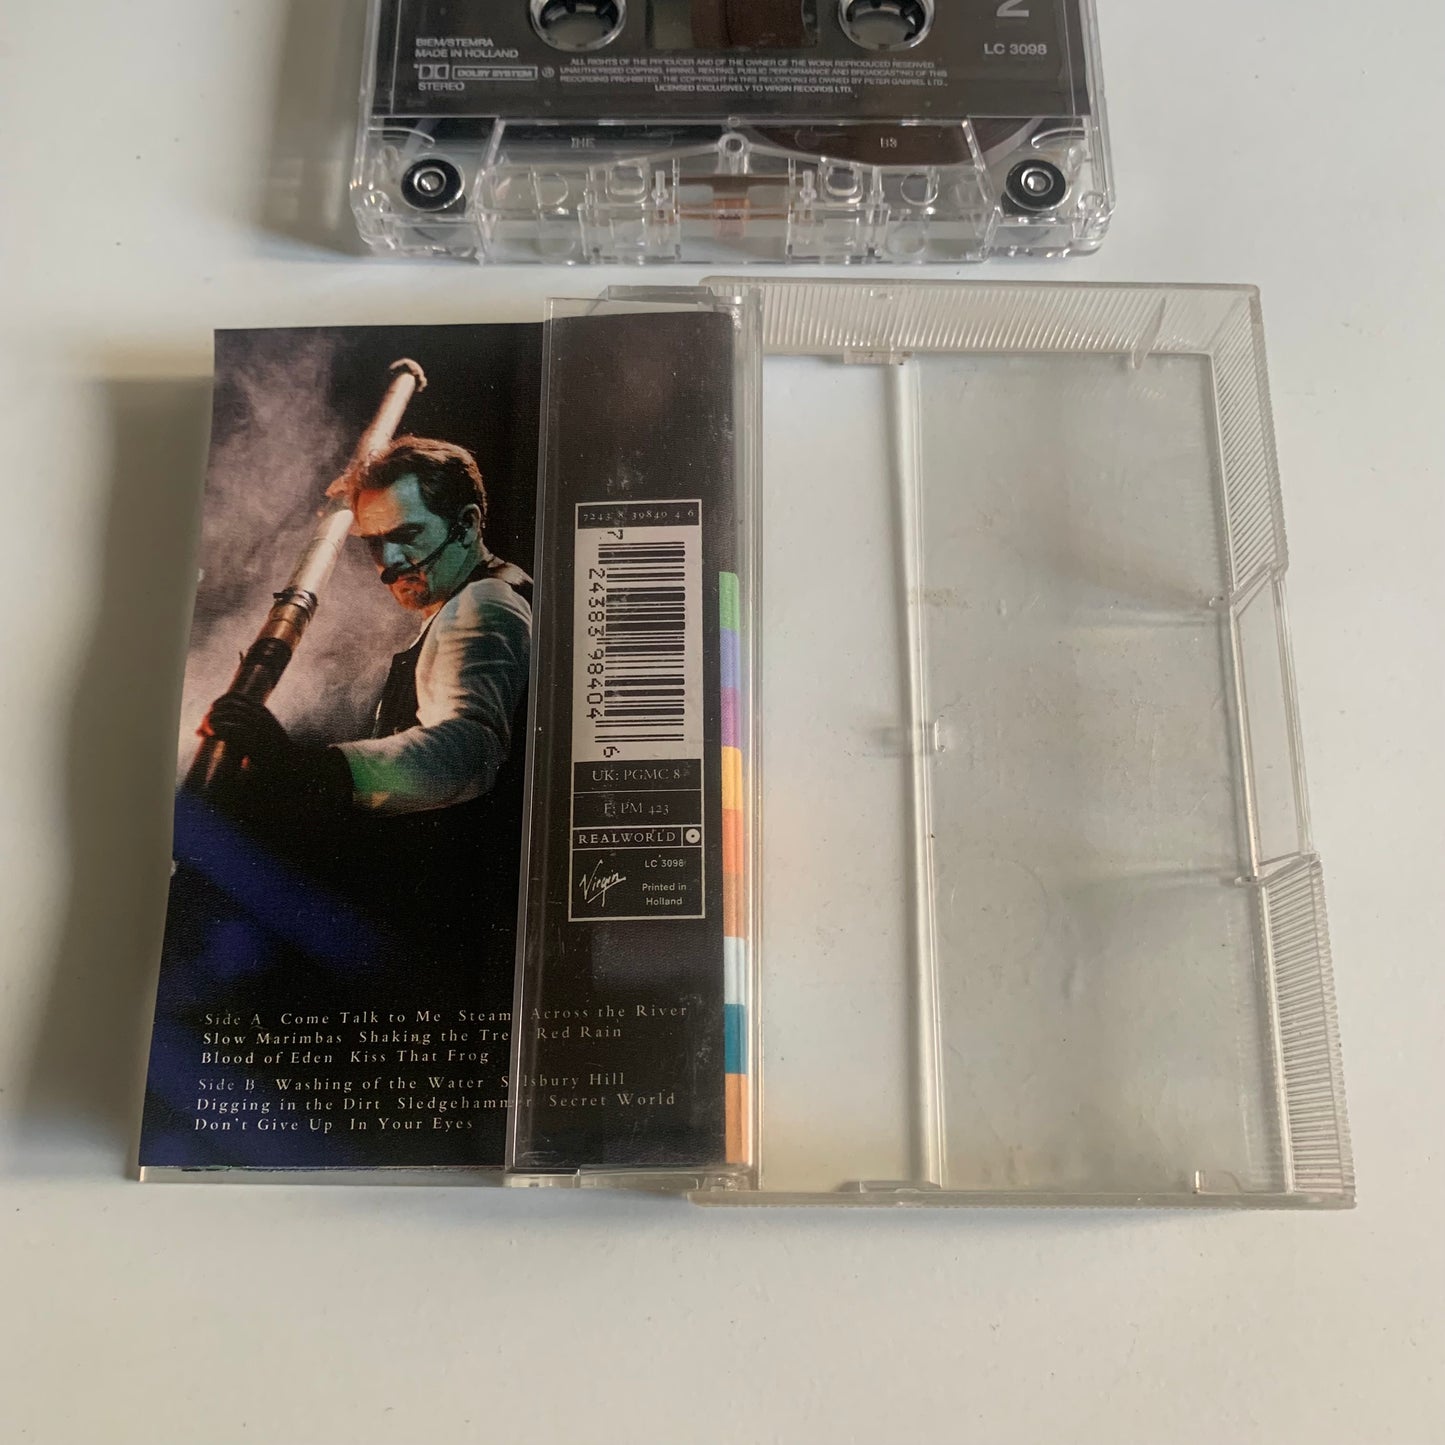 2
BIEM/STEMRA
MADE IN HOLLAND
LC 3098
DOLBY SYSTEM ®
STEREO
ALL RIGHTS OF THE PRODUCER AND OF THE OWNER OF THE WORK REPRODUCED RESERVED
UNAUTHORISED COPYING, HIRING, RENTING, PUBLIC PERFORMANCE AND BROADCASTING OF THIS
RECORDING PROHIBITED. THE COPYRIGHT IN THIS RECORDING IS OWNED BY PETER GABRIEL LTD.,
LICENSED EXCLUSIVELY TO VIRGIN RECORDS LTD.
7243 8 39840 4 6
7 24383 98404 6
UK: PGMC 8
F: PM 423
REALWORLD
Virgin
LC 3098
Printed in
Holland
Side A Come Talk to Me Steam Across the River
Slow Marimbas Shaking the Tre Red Rain
Blood of Eden Kiss That Frog
Side B Washing of the Water Solsbury Hill
Digging in the Dirt Sledgehammer Secret World
Don't Give Up In Your Eyes